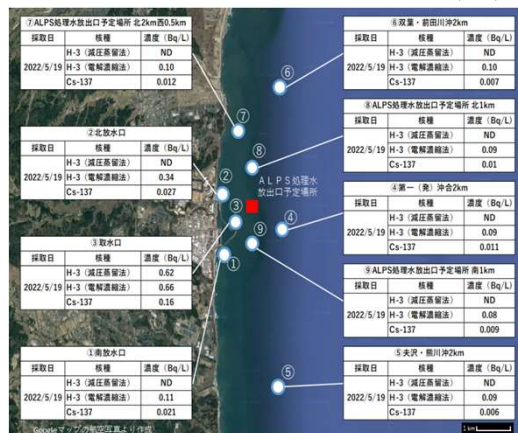 ⑦ALPS処理水放出口予定場所 北2km西0.5km
採取日 核種 濃度（Bq/L）
2022/5/19 H-3（減圧蒸留法） ND
H-3（電解濃縮法） 0.10
Cs-137 0.012
②北放水口
採取日 核種 濃度（Bq/L）
2022/5/19 H-3（減圧蒸留法） ND
H-3（電解濃縮法） 0.34
Cs-137 0.027
③取水口
採取日 核種 濃度（Bq/L）
2022/5/19 H-3（減圧蒸留法） 0.62
H-3（電解濃縮法） 0.66
Cs-137 0.16
①南放水口
採取日 核種 濃度（Bq/L）
2022/5/19 H-3（減圧蒸留法） ND
H-3（電解濃縮法） 0.11
Cs-137 0.021
Googleマップの航空写真より作成
⑥
⑦
⑧
ALPS処理水
放出口予定場所
②
③
④
⑨
①
⑤
⑥双葉・前田川沖2km
採取日 核種 濃度（Bq/L）
2022/5/19 H-3（減圧蒸留法） ND
H-3（電解濃縮法） 0.10
Cs-137 0.007
⑧ALPS処理水放出口予定場所 北1km
採取日 核種 濃度（Bq/L）
2022/5/19 H-3（減圧蒸留法） ND
H-3（電解濃縮法） 0.09
Cs-137 0.01
④第一（発）沖合2km
採取日 核種 濃度（Bq/L）
2022/5/19 H-3（減圧蒸留法） ND
H-3（電解濃縮法） 0.09
Cs-137 0.011
⑨ALPS処理水放出口予定場所 南1km
採取日 核種 濃度（Bq/L）
2022/5/19 H-3（減圧蒸留法） ND
H-3（電解濃縮法） 0.08
Cs-137 0.009
⑤夫沢・熊川沖2km
採取日 核種 濃度（Bq/L）
2022/5/19 H-3（減圧蒸留法） ND
H-3（電解濃縮法） 0.09
Cs-137 0.006
1km